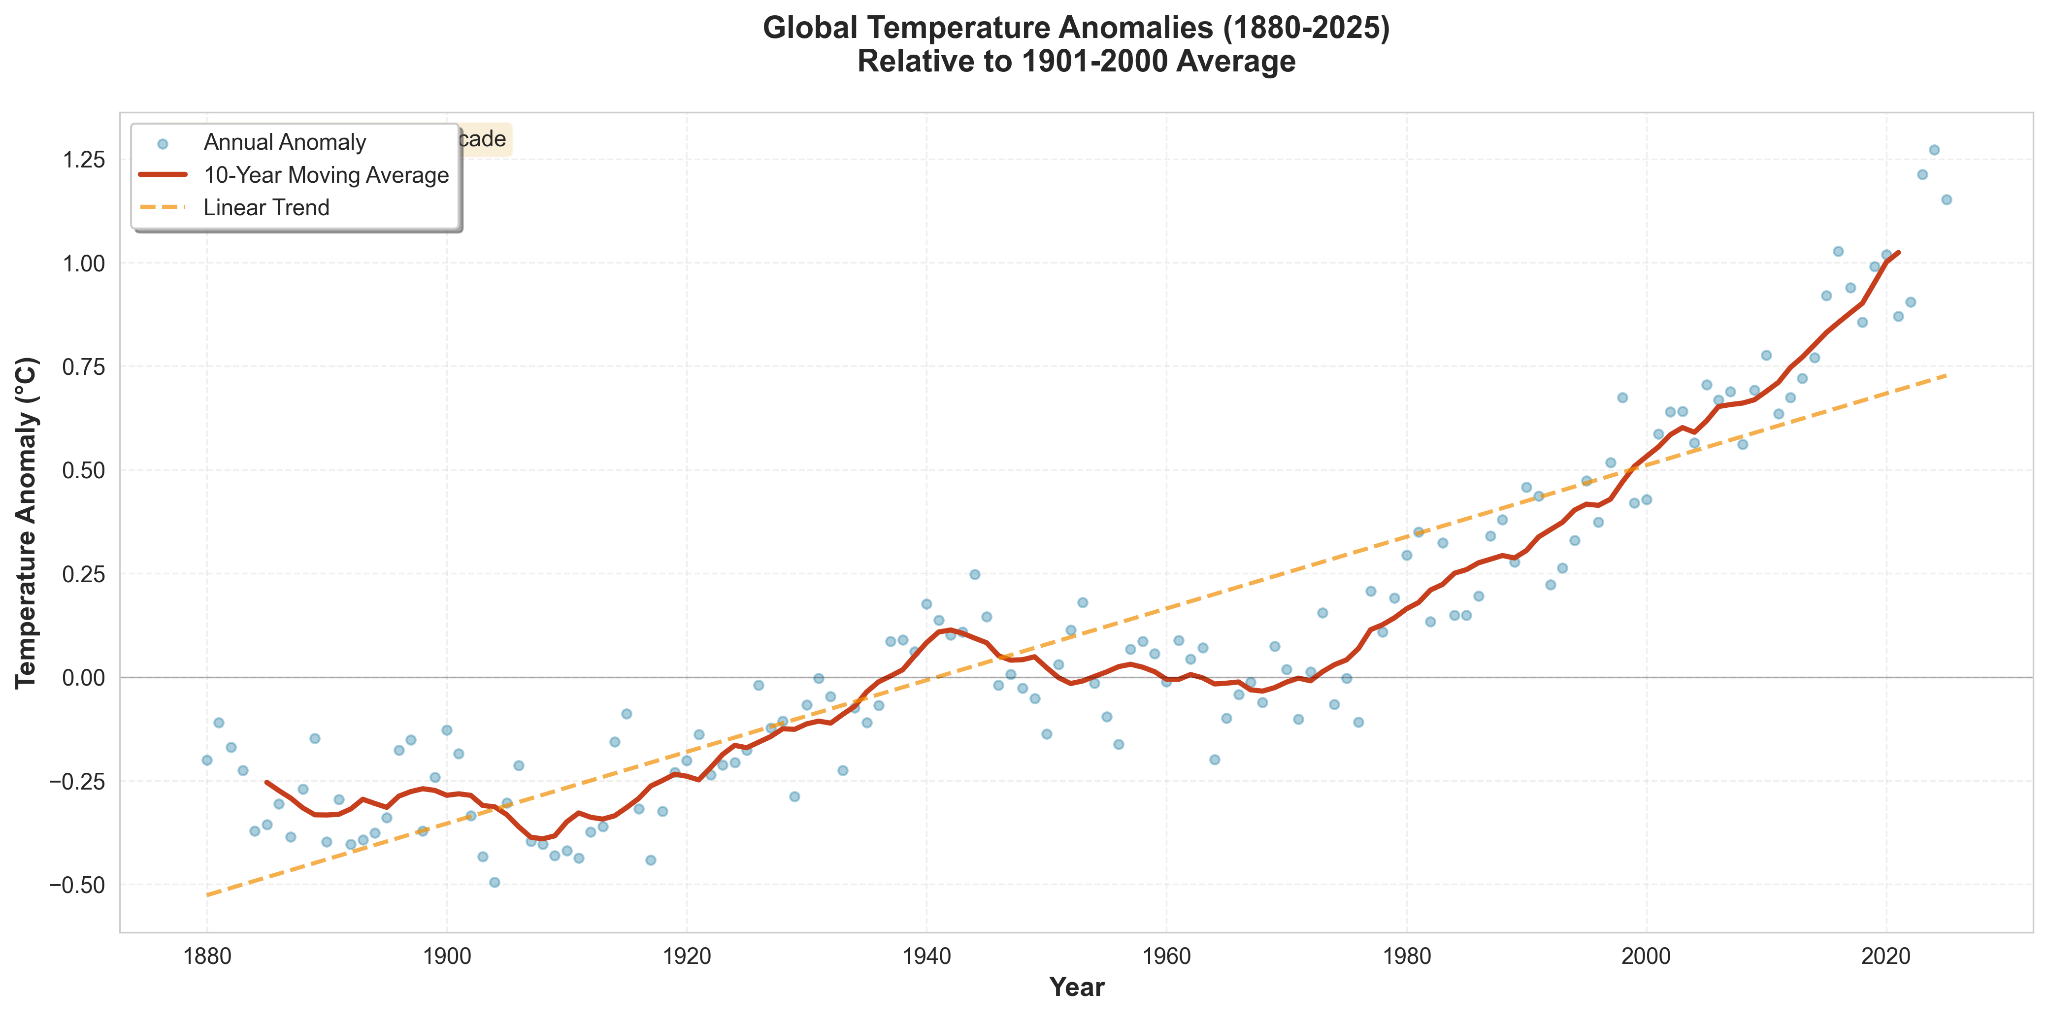 Global Temperature Anomalies (1880-2025)
Relative to 1901-2000 Average
Annual Anomaly
10-Year Moving Average
Linear Trend
cade
Temperature Anomaly (°C)
1.25
1.00
0.75
0.50
0.25
0.00
−0.25
−0.50
1880 1900 1920 1940 1960 1980 2000 2020
Year